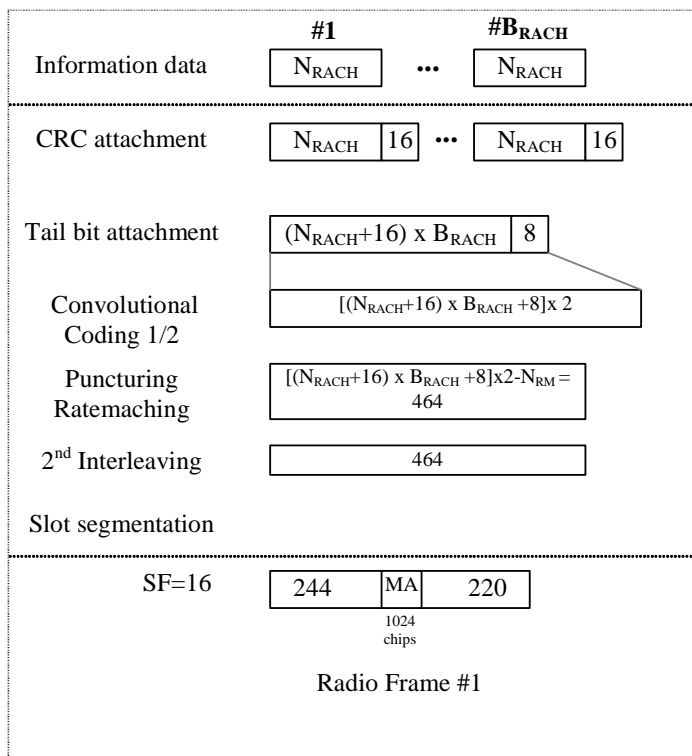 #1 #B_RACH
Information data N_RACH ... N_RACH
CRC attachment N_RACH 16 ... N_RACH 16
Tail bit attachment (N_RACH+16) x B_RACH 8
Convolutional
Coding 1/2
[(N_RACH+16) x B_RACH +8]x 2
Puncturing
Ratemaching
[(N_RACH+16) x B_RACH +8]x2-N_RM =
464
2nd Interleaving 464
Slot segmentation
SF=16 244 MA 220
1024
chips
Radio Frame #1